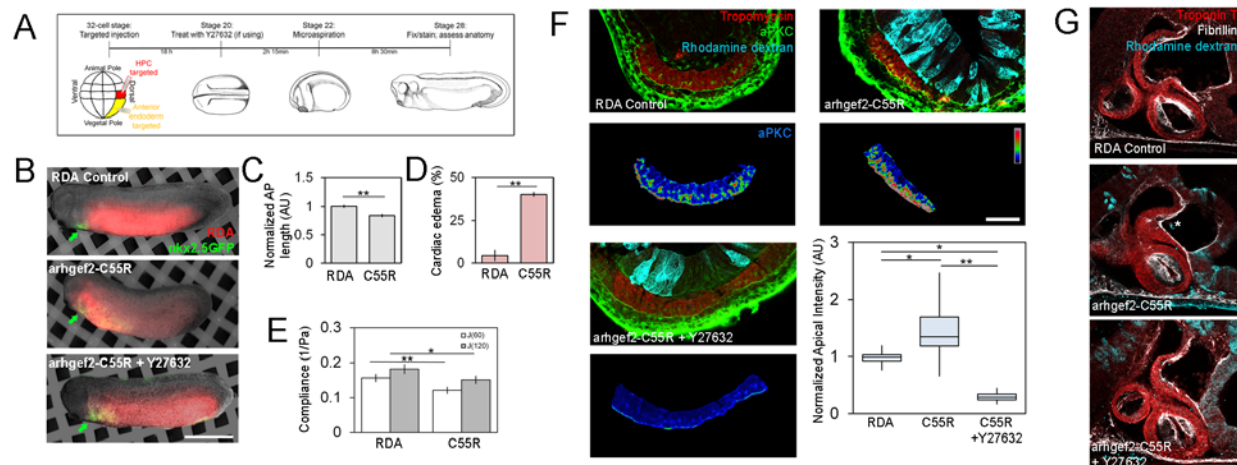 A
32-cell stage:
Targeted injection
Stage 20:
Treat with Y27632 (if using)
Stage 22:
Microaspiration
Stage 28:
Fix/stain, assess anatomy
18 h
2h 15min
8h 30min
Animal Pole
Ventral
Dorsal
Vegetal Pole
HPC
targeted
Anterior
endoderm
targeted
B
RDA Control
RDA
nkx2.5GFP
arhgef2-C55R
arhgef2-C55R + Y27632
C
Normalized AP
length (AU)
1.5
1
0.5
0
**
RDA C55R
D
Cardiac edema (%)
50
25
0
**
RDA C55R
E
Compliance (1/Pa)
0.3
0.2
0.1
0
J(60)
J(120)
**
*
RDA C55R
F
Tropomyosin
aPKC
Rhodamine dextran
RDA Control
arhgef2-C55R
aPKC
arhgef2-C55R + Y27632
Normalized Apical Intensity (AU)
3
2
1
0
*
*
**
RDA C55R C55R
+Y27632
G
Troponin T
Fibrillin
Rhodamine dextran
RDA Control
*
arhgef2-C55R
arhgef2-C55R
+ Y27632